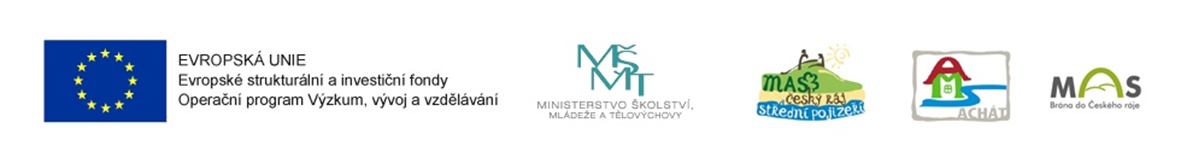 EVROPSKÁ UNIE
Evropské strukturální a investiční fondy
Operační program Výzkum, vývoj a vzdělávání
MŠMT
MINISTERSTVO ŠKOLSTVÍ,
MLÁDEŽE A TĚLOVÝCHOVY
MAS
český ráj
střední pojizeří
ACHÁT
MAS
Brána do Českého ráje